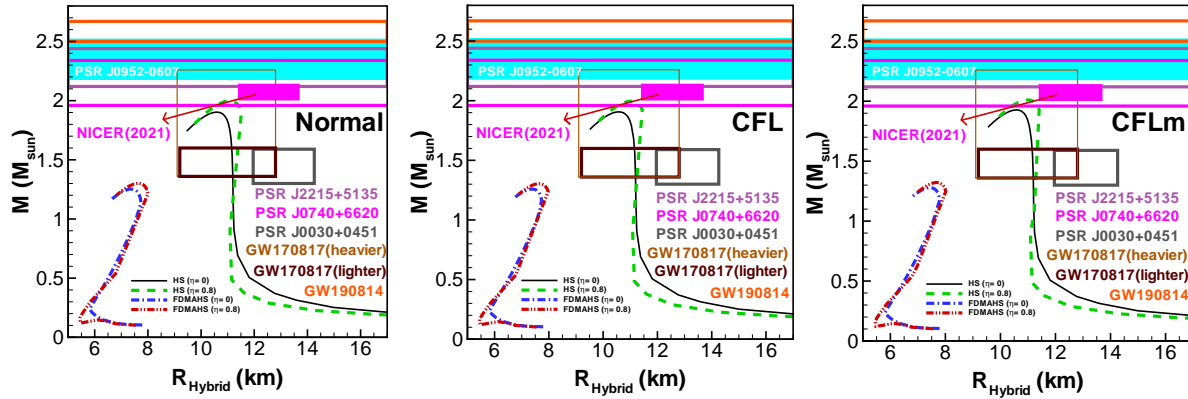 M (M_sun)
2.5
2
1.5
1
0.5
0
PSR J0952-0607
NICER(2021)
Normal
PSR J2215+5135
PSR J0740+6620
PSR J0030+0451
GW170817(heavier)
GW170817(lighter)
GW190814
HS (η= 0)
HS (η= 0.8)
FDMAHS (η= 0)
FDMAHS (η= 0.8)
6 8 10 12 14 16
R_Hybrid (km)
M (M_sun)
2.5
2
1.5
1
0.5
0
PSR J0952-0607
NICER(2021)
CFL
PSR J2215+5135
PSR J0740+6620
PSR J0030+0451
GW170817(heavier)
GW170817(lighter)
GW190814
HS (η= 0)
HS (η= 0.8)
FDMAHS (η= 0)
FDMAHS (η= 0.8)
6 8 10 12 14 16
R_Hybrid (km)
M (M_sun)
2.5
2
1.5
1
0.5
0
PSR J0952-0607
NICER(2021)
CFLm
PSR J2215+5135
PSR J0740+6620
PSR J0030+0451
GW170817(heavier)
GW170817(lighter)
GW190814
HS (η= 0)
HS (η= 0.8)
FDMAHS (η= 0)
FDMAHS (η= 0.8)
6 8 10 12 14 16
R_Hybrid (km)